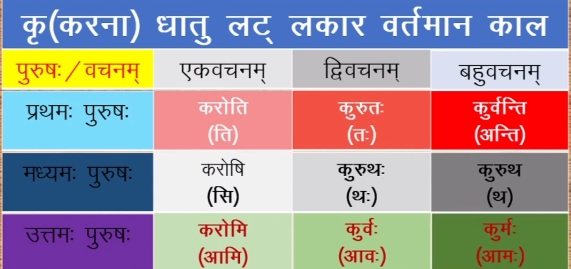 कृ(करना) धातु लट् लकार वर्तमान काल
पुरुषः/वचनम् एकवचनम् द्विवचनम् बहुवचनम्
प्रथमः पुरुषः करोति कुरुतः कुर्वन्ति
(ति) (तः) (अन्ति)
मध्यमः पुरुषः करोषि कुरुथः कुरुथ
(सि) (थः) (थ)
उत्तमः पुरुषः करोमि कुर्वः कुर्मः
(आमि) (आवः) (आमः)